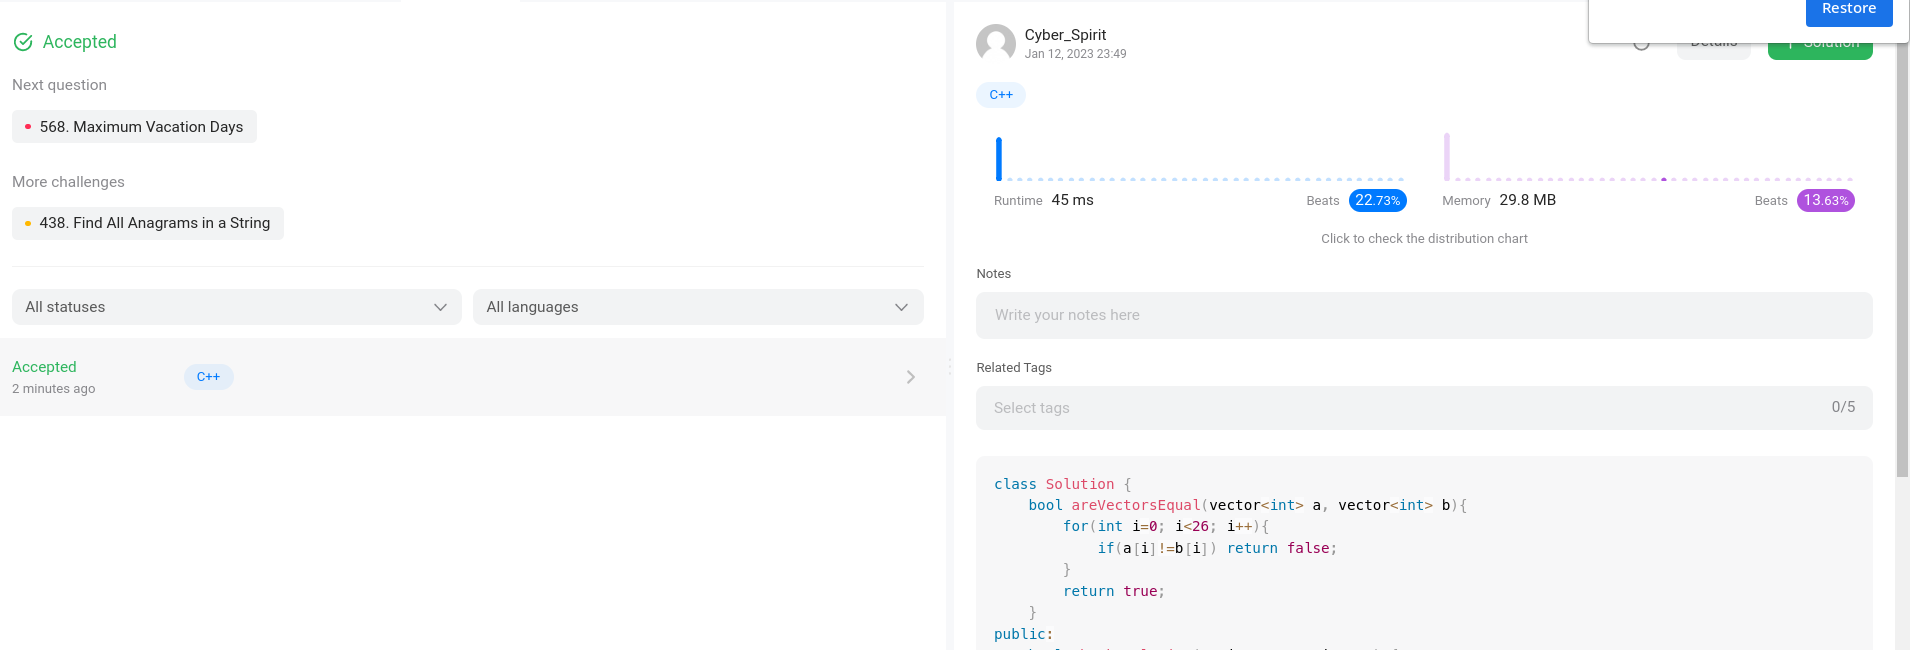 Accepted
Next question
568. Maximum Vacation Days
More challenges
438. Find All Anagrams in a String
All statuses
All languages
Accepted
2 minutes ago
C++
Restore
Cyber_Spirit
Jan 12, 2023 23:49
Details
Solution
C++
Runtime 45 ms
Beats 22.73%
Memory 29.8 MB
Beats 13.63%
Click to check the distribution chart
Notes
Write your notes here
Related Tags
Select tags
0/5
class Solution {
bool areVectorsEqual(vector<int> a, vector<int> b){
for(int i=0; i<26; i++){
if(a[i]!=b[i]) return false;
}
return true;
}
public: